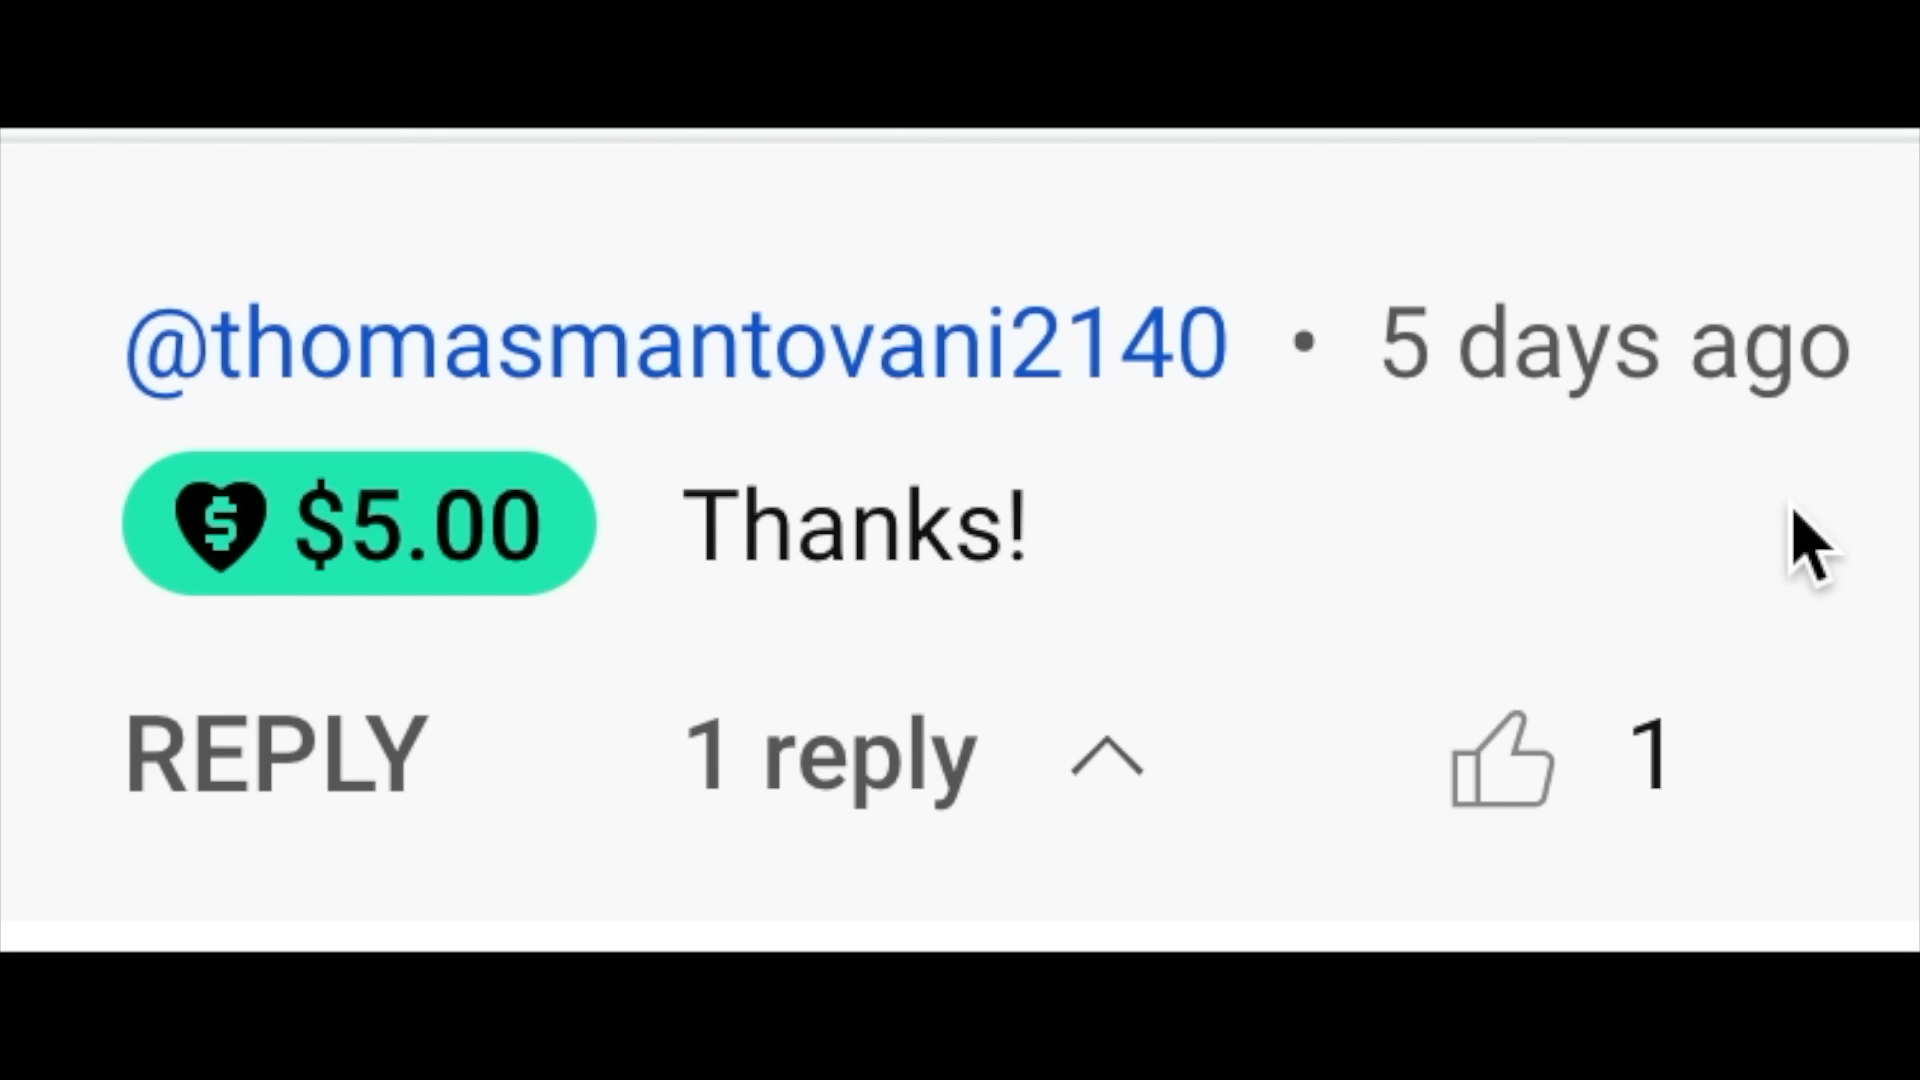 @thomasmantovani2140 • 5 days ago
$5.00 Thanks!
REPLY 1 reply 1